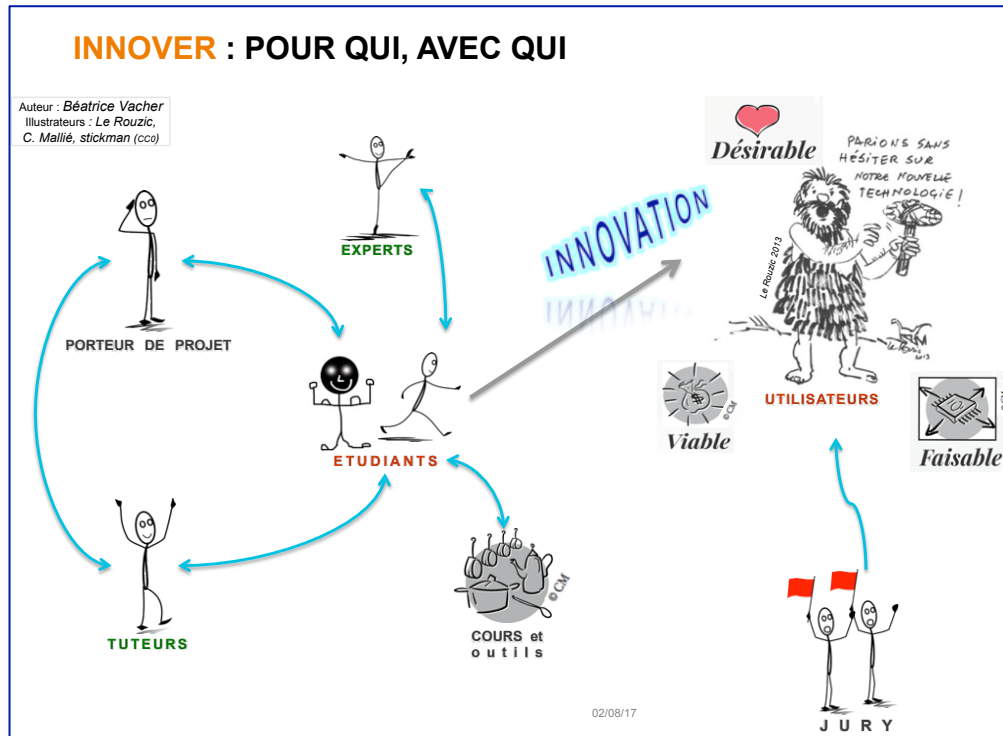 INNOVER : POUR QUI, AVEC QUI
Auteur : Béatrice Vacher
Illustrateurs : Le Rouzic,
C. Mallié, stickman (CC0)
Désirable
PARIONS SANS
HÉSITER SUR
NOTRE NOUVELLE
TECHNOLOGIE !
INNOVATION
Le Rouzic 2013
EXPERTS
PORTEUR DE PROJET
ETUDIANTS
UTILISATEURS
$
© CM
Viable
Faisable
TUTEURS
© CM
COURS et
outils
JURY
02/08/17